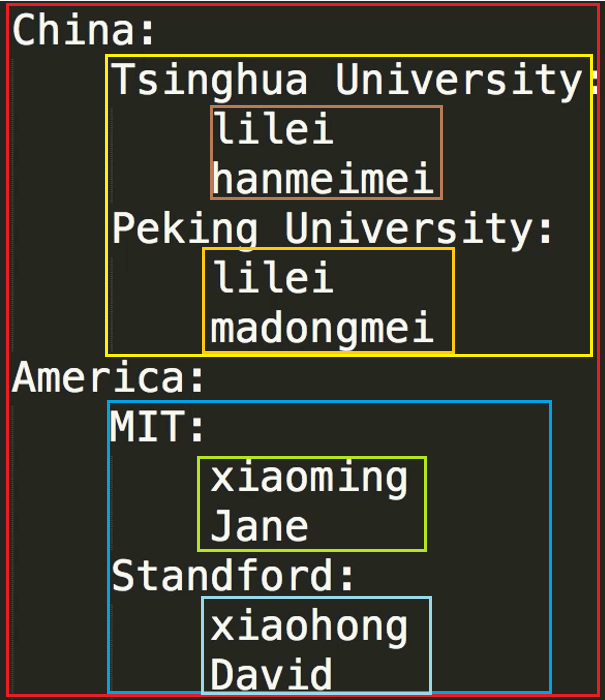 China:
Tsinghua University:
lilei
hanmeimei
Peking University:
lilei
madongmei
America:
MIT:
xiaoming
Jane
Standford:
xiaohong
David